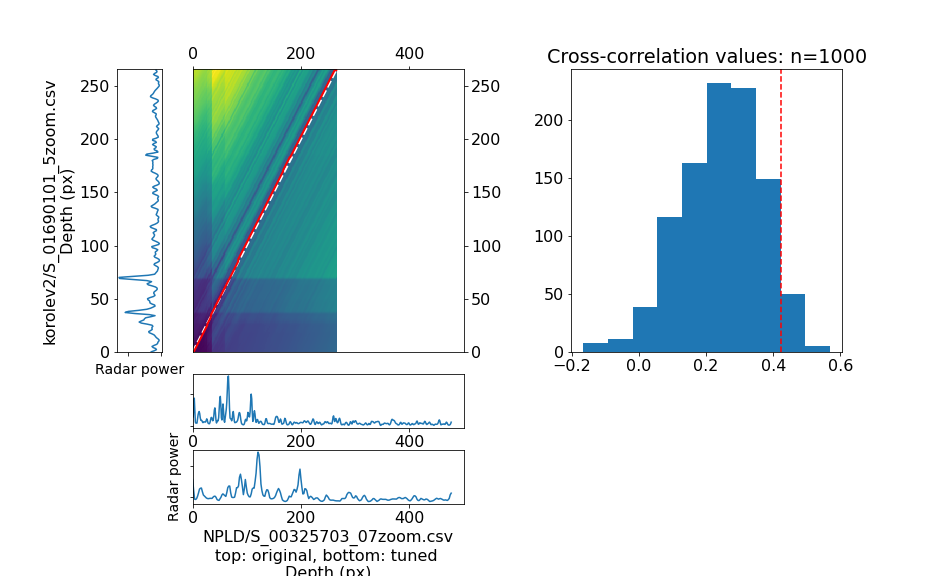 Cross-correlation values: n=1000
0 200 400
korolev2/S_01690101_5zoom.csv
Depth (px)
250
200
150
100
50
0
Radar power
250
200
150
100
50
0
200
150
100
50
0
−0.2 0.0 0.2 0.4 0.6
0 200 400
Radar power
0 200 400
NPLD/S_00325703_07zoom.csv
top: original, bottom: tuned
Depth (px)